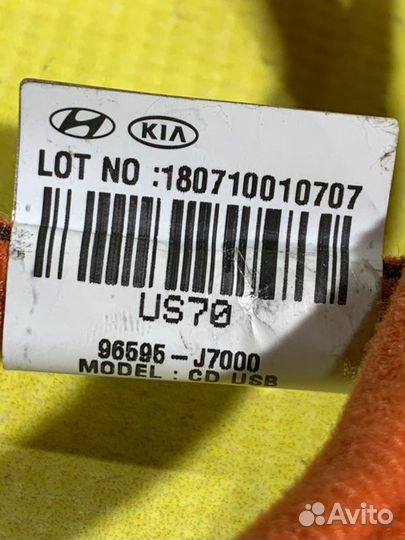 KIA
LOT NO :180710010707
US70
96595-J7000
MODEL : CD USB
Avito